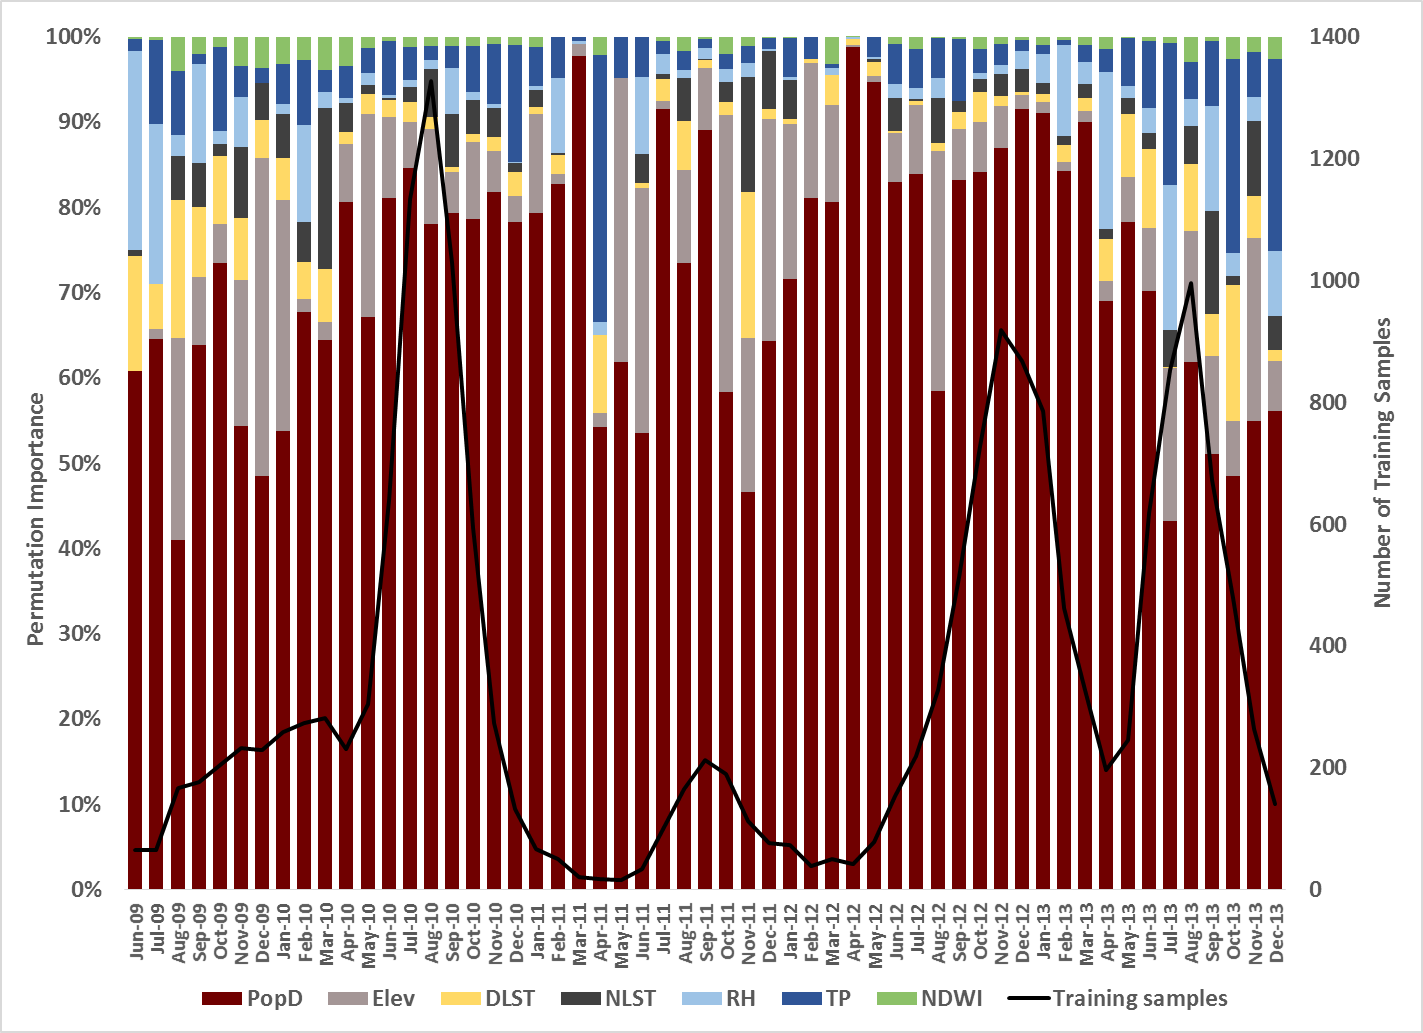 100%
90%
80%
70%
60%
50%
40%
30%
20%
10%
0%
Permutation Importance
1400
1200
1000
800
600
400
200
0
Number of Training Samples
Jun-09
Jul-09
Aug-09
Sep-09
Oct-09
Nov-09
Dec-09
Jan-10
Feb-10
Mar-10
Apr-10
May-10
Jun-10
Jul-10
Aug-10
Sep-10
Oct-10
Nov-10
Dec-10
Jan-11
Feb-11
Mar-11
Apr-11
May-11
Jun-11
Jul-11
Aug-11
Sep-11
Oct-11
Nov-11
Dec-11
Jan-12
Feb-12
Mar-12
Apr-12
May-12
Jun-12
Jul-12
Aug-12
Sep-12
Oct-12
Nov-12
Dec-12
Jan-13
Feb-13
Mar-13
Apr-13
May-13
Jun-13
Jul-13
Aug-13
Sep-13
Oct-13
Nov-13
Dec-13
PopD Elev DLST NLST RH TP NDWI Training samples